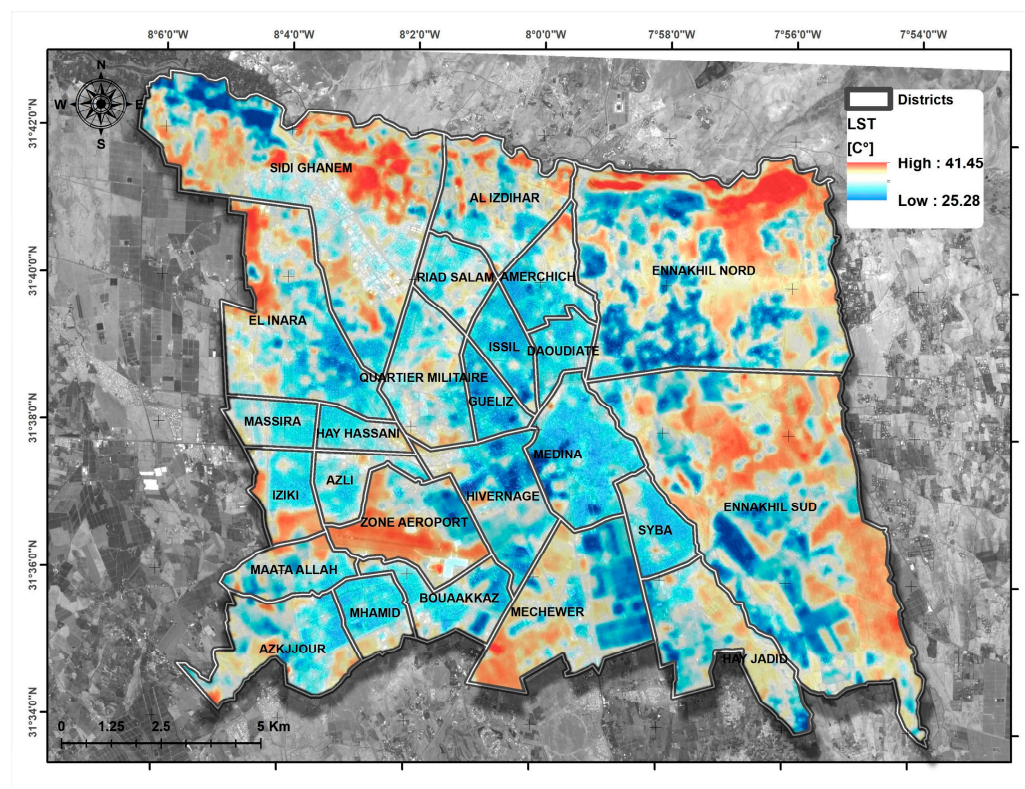 8°6'0"W 8°4'0"W 8°2'0"W 8°0'0"W 7°58'0"W 7°56'0"W 7°54'0"W
N
W E
S
31°42'0"N
31°40'0"N
31°38'0"N
31°36'0"N
31°34'0"N
Districts
LST
[C°]
High : 41.45
Low : 25.28
SIDI GHANEM
AL IZDIHAR
ENNAKHIL NORD
RIAD SALAM
AMERCHICH
EL INARA
ISSIL
DAOUDIATE
QUARTIER MILITAIRE
GUELIZ
MASSIRA
HAY HASSANI
MEDINA
AZLI
IZIKI
HIVERNAGE
ENNAKHIL SUD
ZONE AEROPORT
SYBA
MAATA ALLAH
BOUAAKKAZ
MHAMID
MECHEWER
AZKJJOUR
HAY JADID
0 1.25 2.5 5 Km